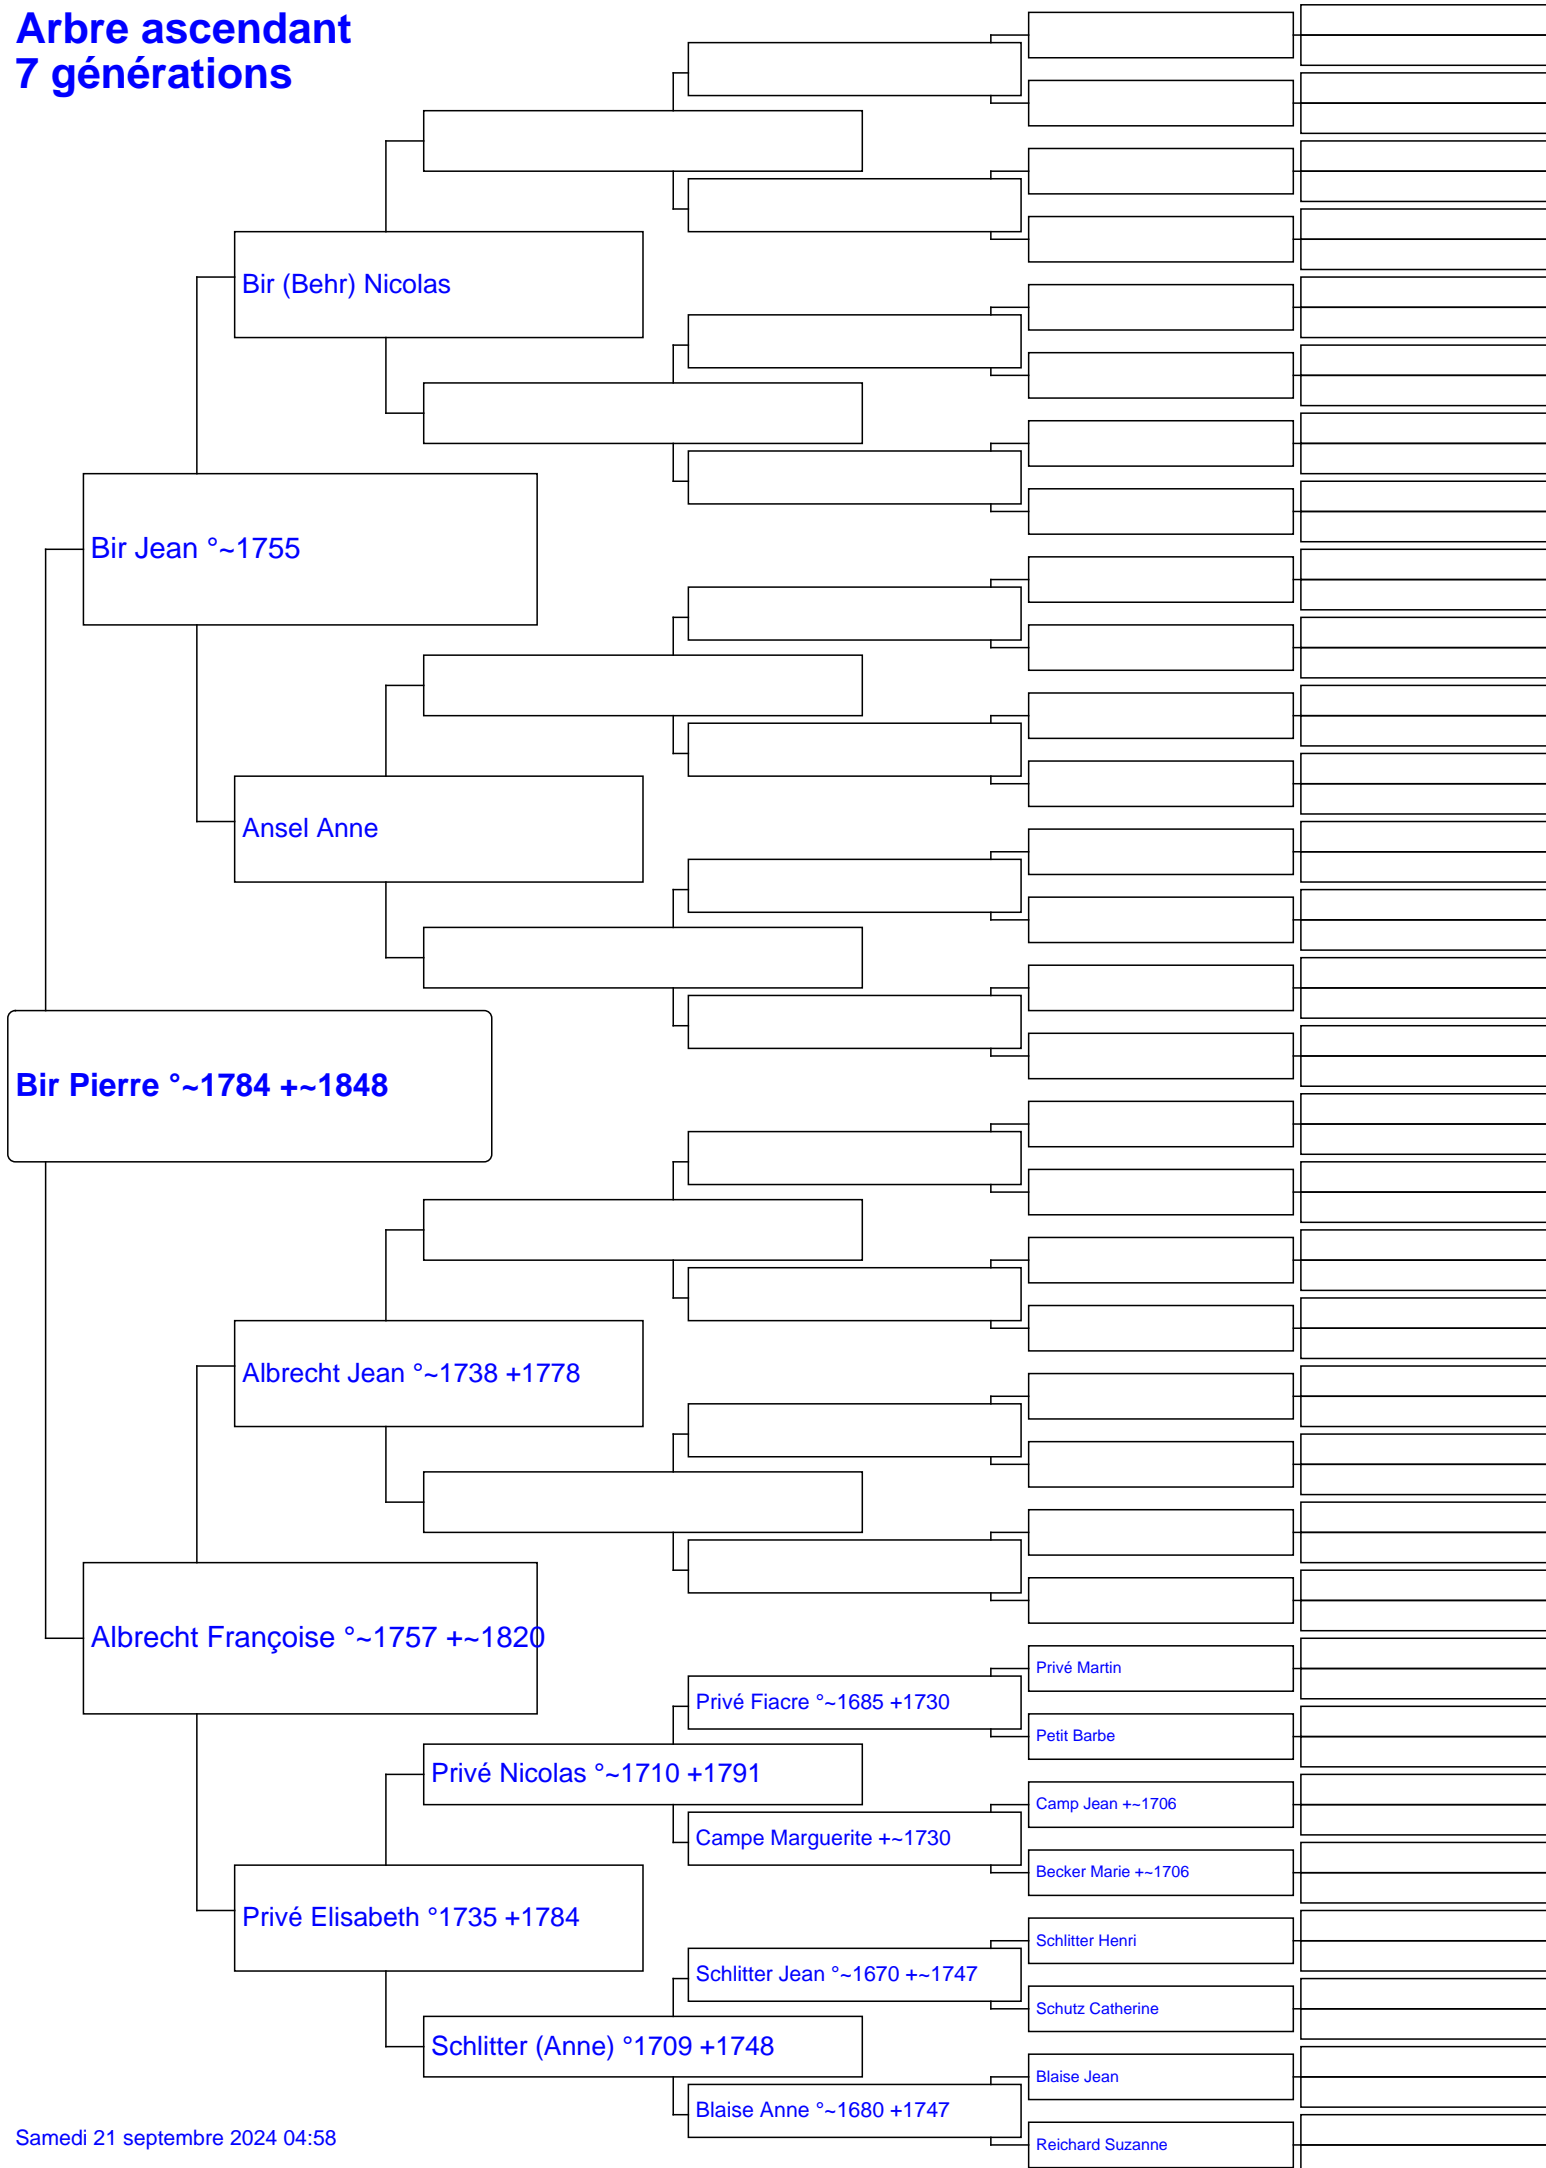 Arbre ascendant
7 générations
Bir (Behr) Nicolas
Bir Jean °~1755
Ansel Anne
Bir Pierre °~1784 +~1848
Albrecht Jean °~1738 +1778
Albrecht Françoise °~1757 +~1820
Privé Martin
Privé Fiacre °~1685 +1730
Petit Barbe
Privé Nicolas °~1710 +1791
Camp Jean +~1706
Campe Marguerite +~1730
Becker Marie +~1706
Privé Elisabeth °1735 +1784
Schlitter Henri
Schlitter Jean °~1670 +~1747
Schutz Catherine
Schlitter (Anne) °1709 +1748
Blaise Jean
Blaise Anne °~1680 +1747
Reichard Suzanne
Samedi 21 septembre 2024 04:58